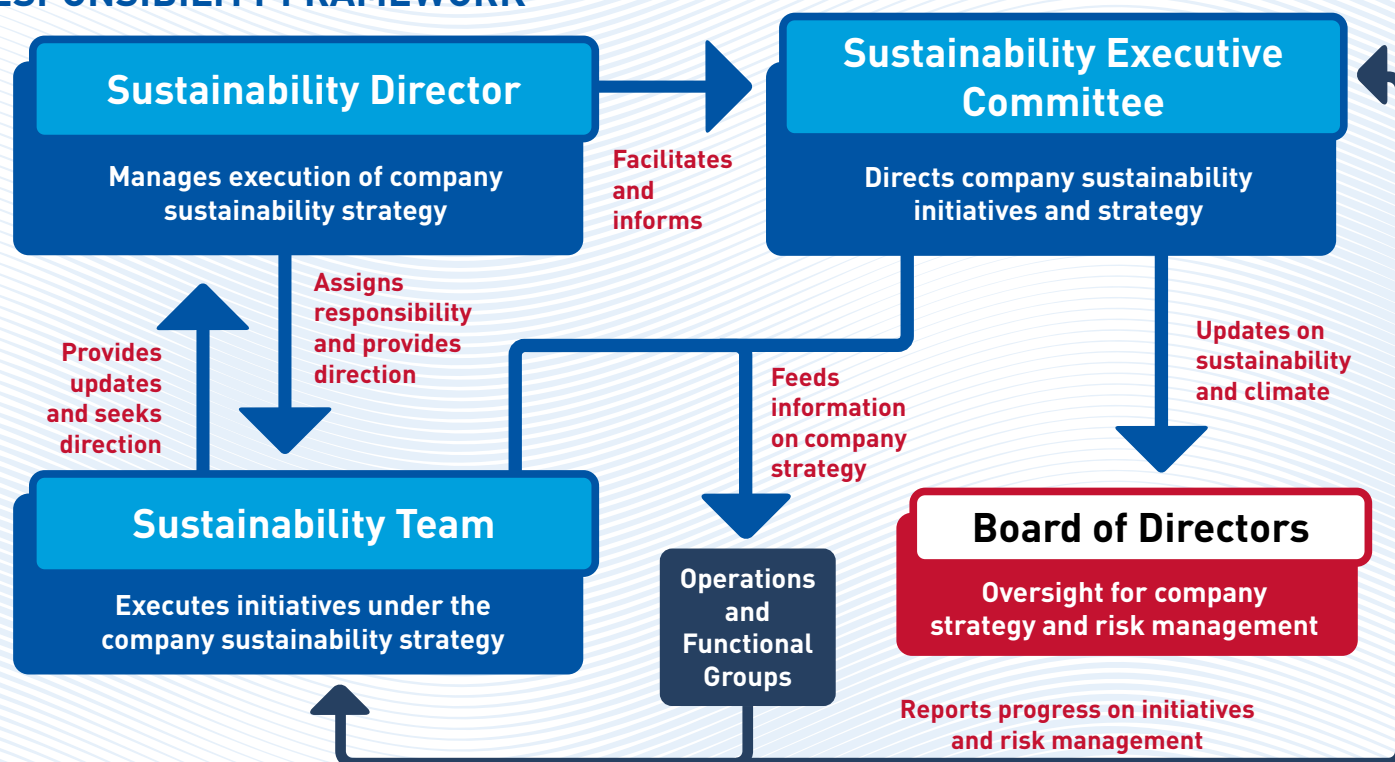 Sustainability Director
Manages execution of company
sustainability strategy
Facilitates
and
informs
Sustainability Executive
Committee
Directs company sustainability
initiatives and strategy
Provides
updates
and seeks
direction
Assigns
responsibility
and provides
direction
Feeds
information
on company
strategy
Updates on
sustainability
and climate
Sustainability Team
Executes initiatives under the
company sustainability strategy
Operations
and
Functional
Groups
Board of Directors
Oversight for company
strategy and risk management
Reports progress on initiatives
and risk management